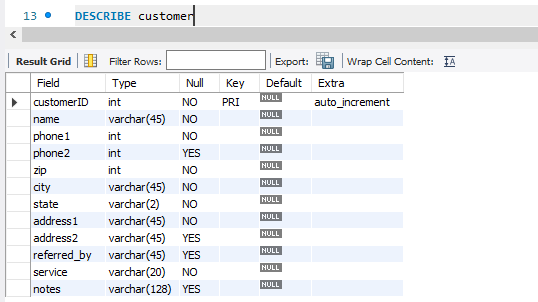 13 DESCRIBE customer
Result Grid Filter Rows: Export: Wrap Cell Content: IA
Field Type Null Key Default Extra
customerID int NO PRI NULL auto_increment
name varchar(45) NO NULL
phone1 int NO NULL
phone2 int YES NULL
zip int NO NULL
city varchar(45) NO NULL
state varchar(2) NO NULL
address1 varchar(45) NO NULL
address2 varchar(45) YES NULL
referred_by varchar(45) YES NULL
service varchar(20) NO NULL
notes varchar(128) YES NULL